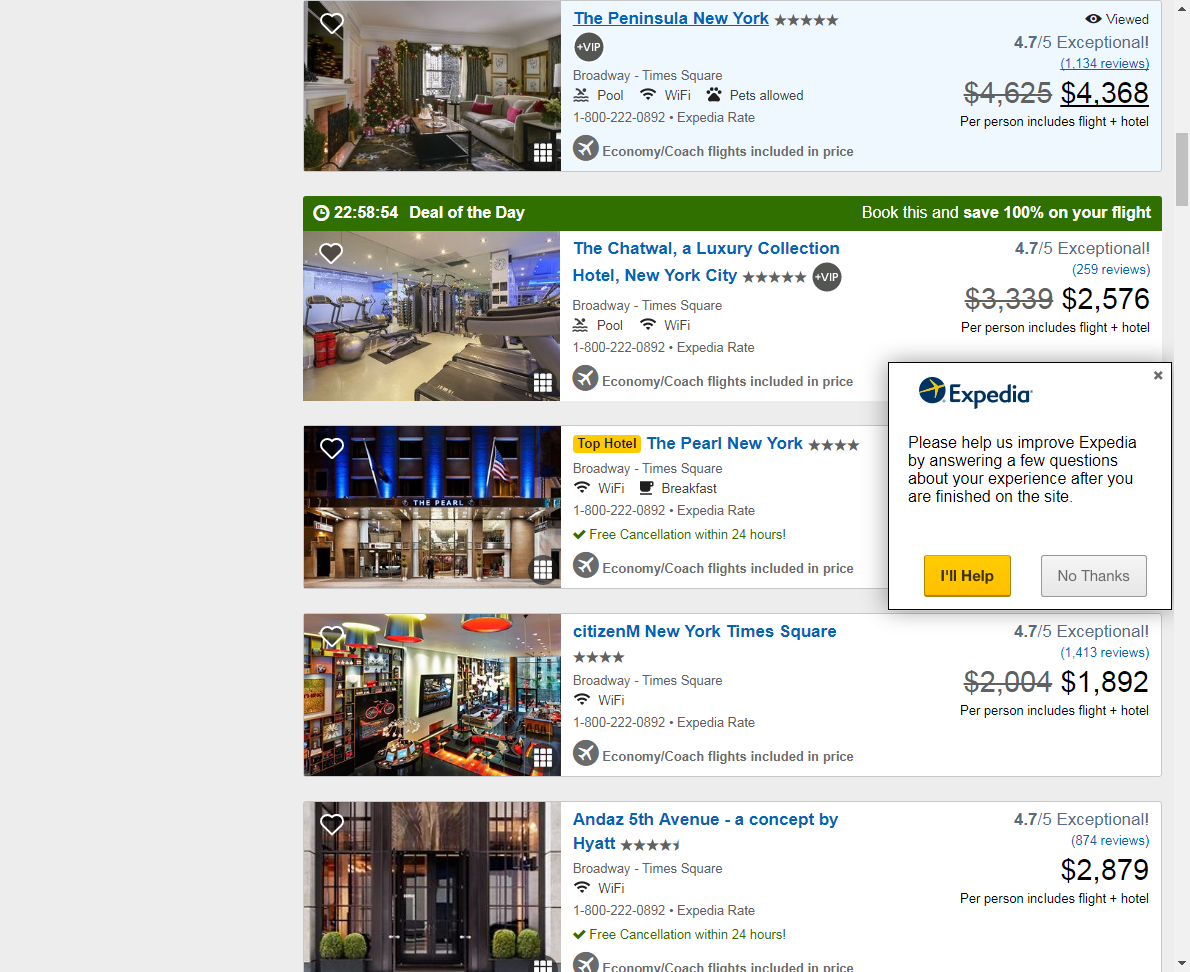 The Peninsula New York
Viewed
+VIP
4.7/5 Exceptional!
(1,134 reviews)
Broadway - Times Square
$4,625 $4,368
Pool WiFi Pets allowed
1-800-222-0892 • Expedia Rate
Per person includes flight + hotel
Economy/Coach flights included in price
22:58:54 Deal of the Day
Book this and save 100% on your flight
The Chatwal, a Luxury Collection
Hotel, New York City
+VIP
4.7/5 Exceptional!
(259 reviews)
$3,339 $2,576
Broadway - Times Square
Pool WiFi
Per person includes flight + hotel
1-800-222-0892 • Expedia Rate
Economy/Coach flights included in price
Expedia
Please help us improve Expedia
by answering a few questions
about your experience after you
are finished on the site.
I'll Help
No Thanks
THE PEARL
Top Hotel The Pearl New York
Broadway - Times Square
WiFi Breakfast
1-800-222-0892 • Expedia Rate
Free Cancellation within 24 hours!
Economy/Coach flights included in price
citizenM New York Times Square
4.7/5 Exceptional!
(1,413 reviews)
$2,004 $1,892
Broadway - Times Square
WiFi
Per person includes flight + hotel
1-800-222-0892 • Expedia Rate
Economy/Coach flights included in price
Andaz 5th Avenue - a concept by
Hyatt
4.7/5 Exceptional!
(874 reviews)
$2,879
Broadway - Times Square
WiFi
Per person includes flight + hotel
1-800-222-0892 • Expedia Rate
Free Cancellation within 24 hours!
Economy/Coach flights included in price